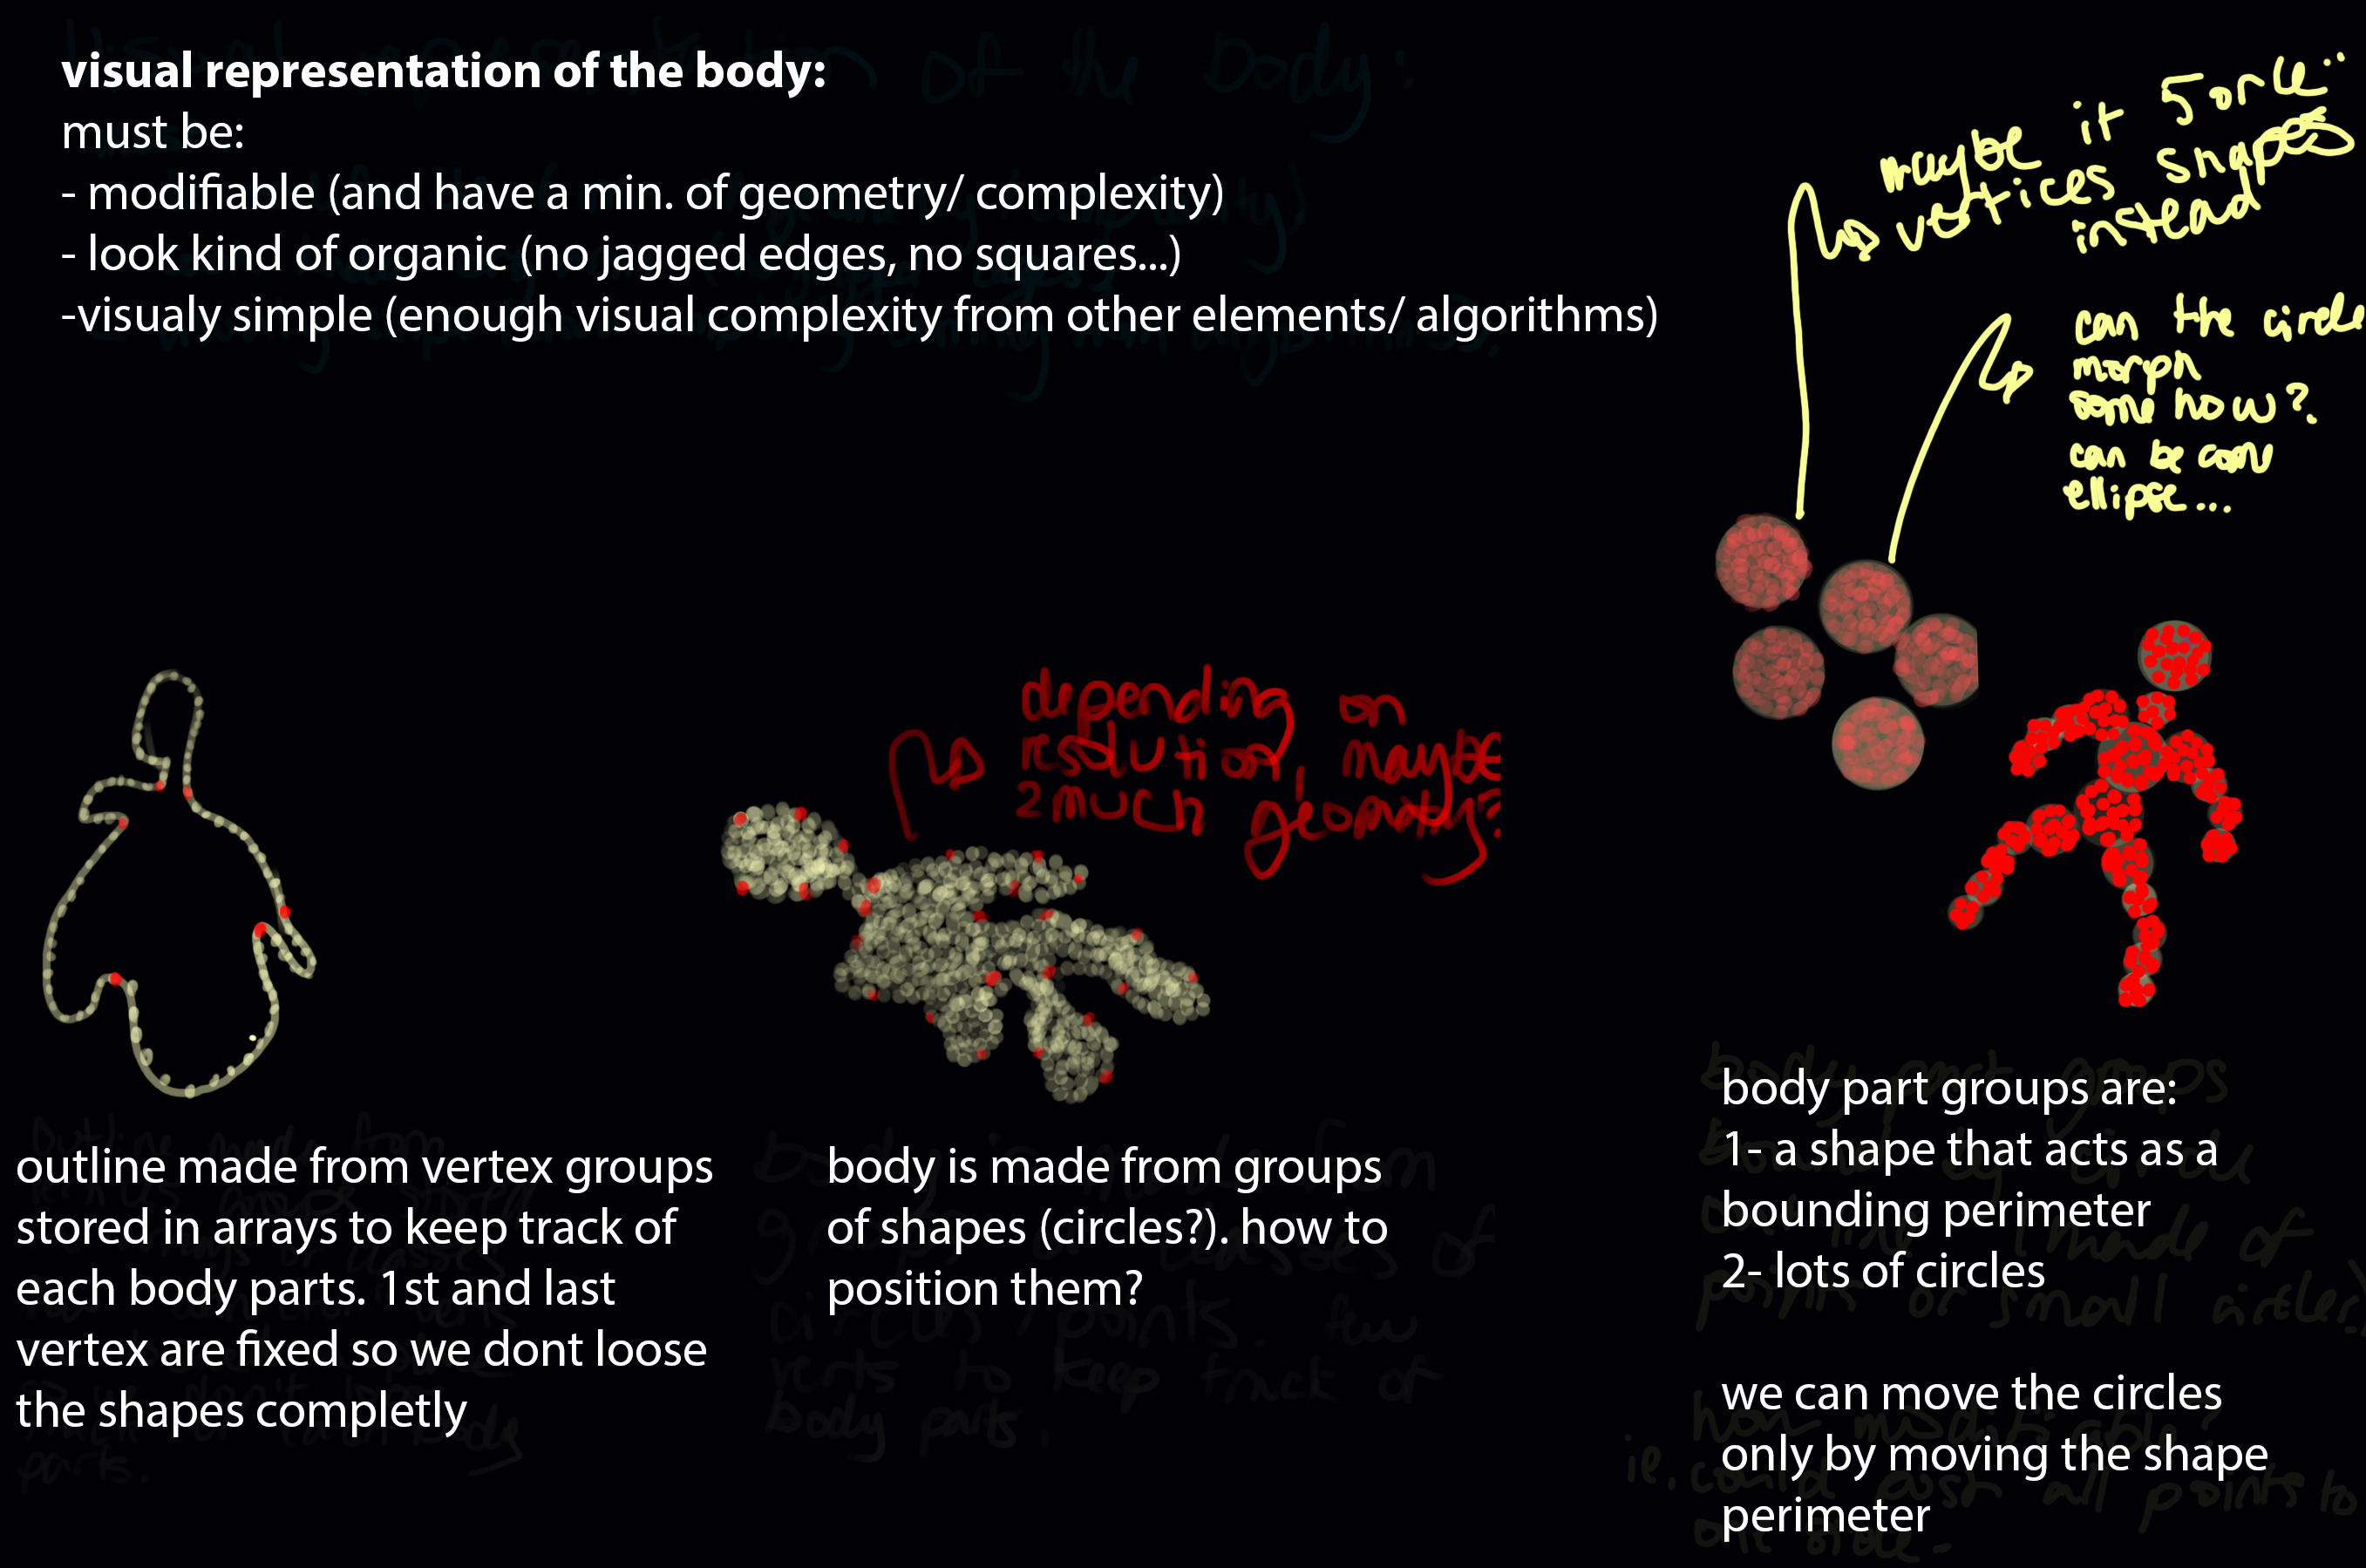 visual representation of the body:
must be:
- modifiable (and have a min. of geometry/ complexity)
- look kind of organic (no jagged edges, no squares...)
-visualy simple (enough visual complexity from other elements/ algorithms)
maybe it 5 or 6..
vertices shapes
instead
can the circle
morph
some how?
can be com
ellipse...
depending on
resolution, maybe
2 much geometry?
outline made from vertex groups
stored in arrays to keep track of
each body parts. 1st and last
vertex are fixed so we dont loose
the shapes completly
body is made from groups
of shapes (circles?). how to
position them?
body part groups are:
1- a shape that acts as a
bounding perimeter
2- lots of circles
we can move the circles
only by moving the shape
perimeter